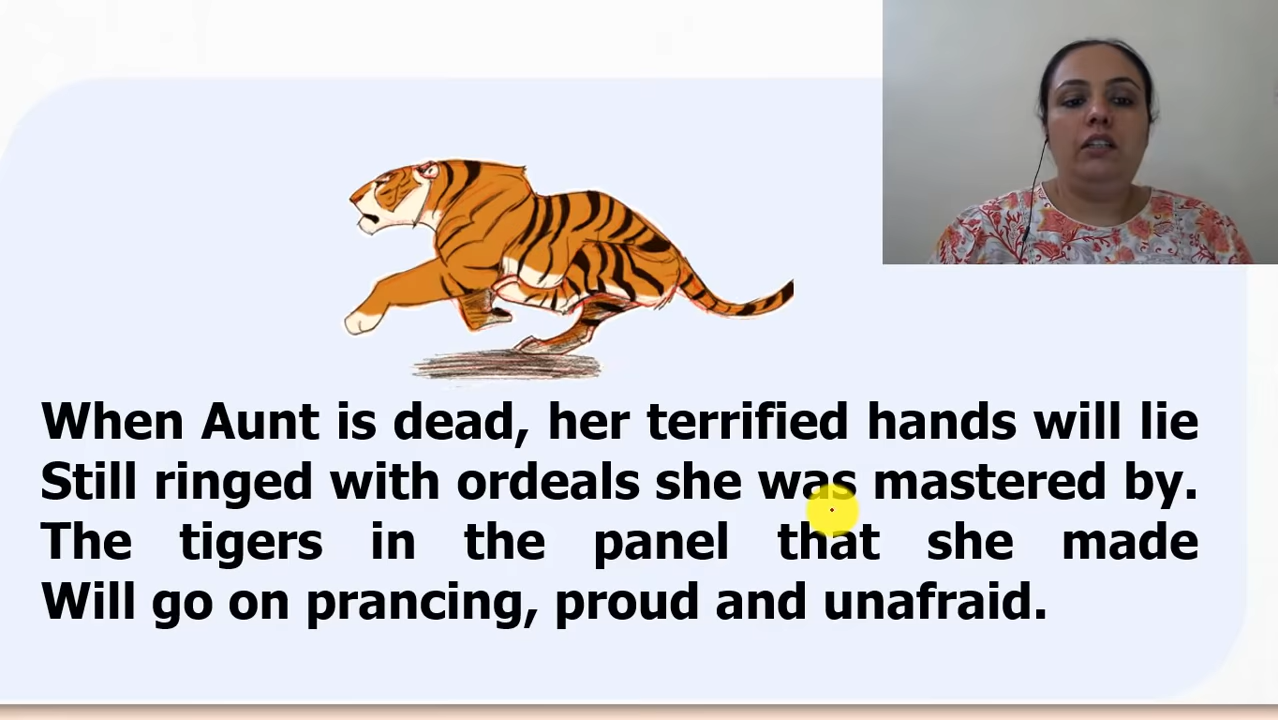 When Aunt is dead, her terrified hands will lie
Still ringed with ordeals she was mastered by.
The tigers in the panel that she made
Will go on prancing, proud and unafraid.